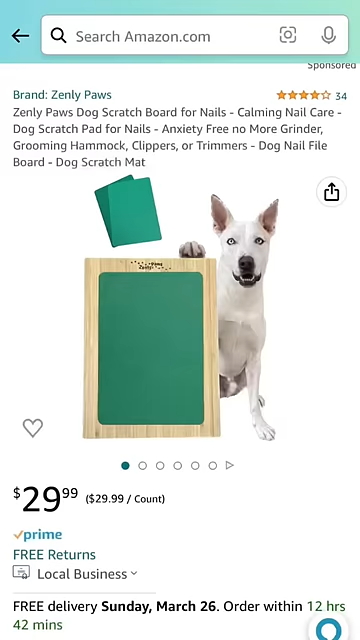 Search Amazon.com
Sponsored
Brand: Zenly Paws
34
Zenly Paws Dog Scratch Board for Nails - Calming Nail Care -
Dog Scratch Pad for Nails - Anxiety Free no More Grinder,
Grooming Hammock, Clippers, or Trimmers - Dog Nail File
Board - Dog Scratch Mat
Zenly Paws
$29.99 ($29.99 / Count)
prime
FREE Returns
Local Business
FREE delivery Sunday, March 26. Order within 12 hrs
42 mins